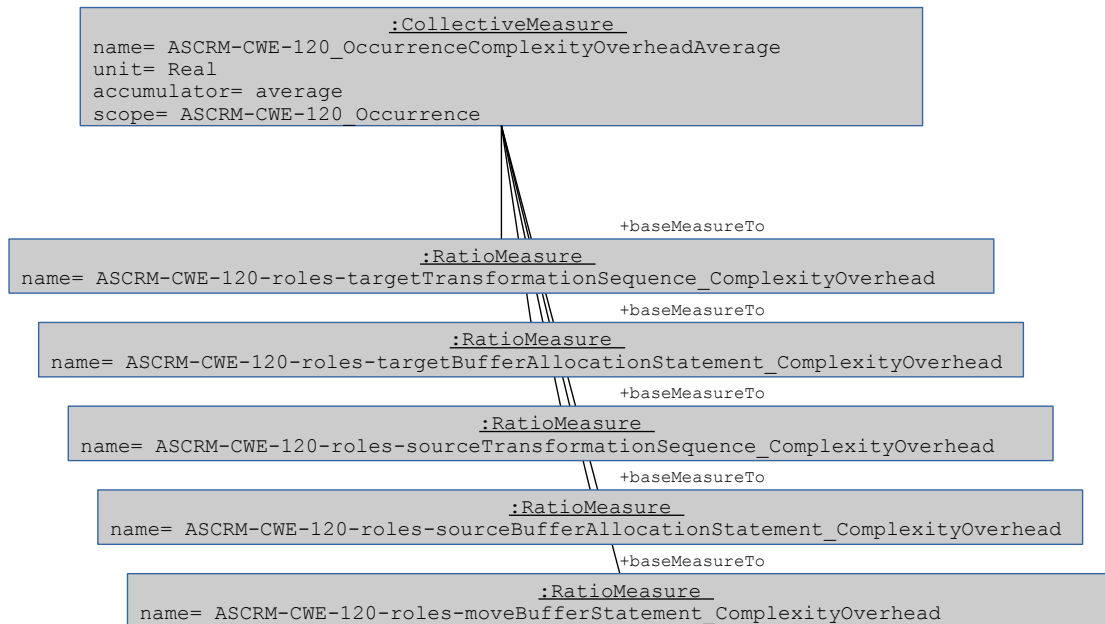 :CollectiveMeasure
name= ASCRM-CWE-120_OccurrenceComplexityOverheadAverage
unit= Real
accumulator= average
scope= ASCRM-CWE-120_Occurrence
+baseMeasureTo
:RatioMeasure
name= ASCRM-CWE-120-roles-targetTransformationSequence_ComplexityOverhead
+baseMeasureTo
:RatioMeasure
name= ASCRM-CWE-120-roles-targetBufferAllocationStatement_ComplexityOverhead
+baseMeasureTo
:RatioMeasure
name= ASCRM-CWE-120-roles-sourceTransformationSequence_ComplexityOverhead
+baseMeasureTo
:RatioMeasure
name= ASCRM-CWE-120-roles-sourceBufferAllocationStatement_ComplexityOverhead
+baseMeasureTo
:RatioMeasure
name= ASCRM-CWE-120-roles-moveBufferStatement_ComplexityOverhead